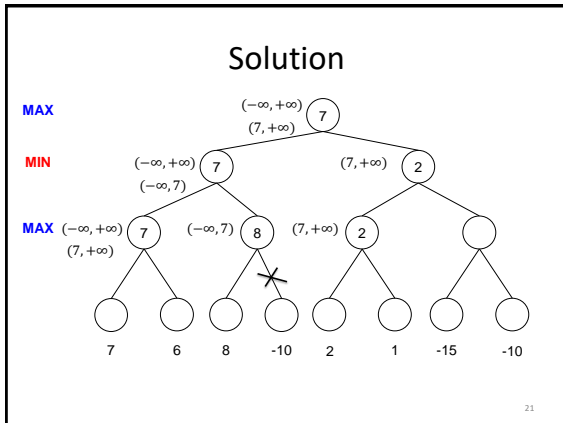 Solution
MAX (−∞, +∞) 7
(7, +∞)
MIN (−∞, +∞) 7 (7, +∞) 2
(−∞, 7)
MAX (−∞, +∞) 7 (−∞, 7) 8 (7, +∞) 2
(7, +∞)
7 6 8 -10 2 1 -15 -10
21